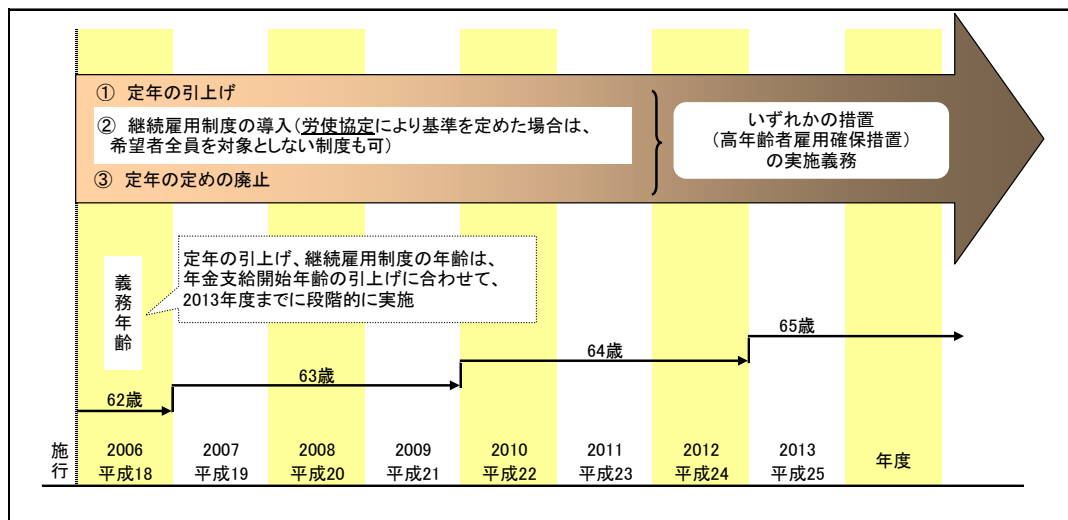 ① 定年の引上げ
② 継続雇用制度の導入(労使協定により基準を定めた場合は、
希望者全員を対象としない制度も可)
③ 定年の定めの廃止
いずれかの措置
(高年齢者雇用確保措置)
の実施義務
定年の引上げ、継続雇用制度の年齢は、
年金支給開始年齢の引上げに合わせて、
2013年度までに段階的に実施
義務年齢
62歳
63歳
64歳
65歳
施行
2006 2007 2008 2009 2010 2011 2012 2013 年度
平成18 平成19 平成20 平成21 平成22 平成23 平成24 平成25